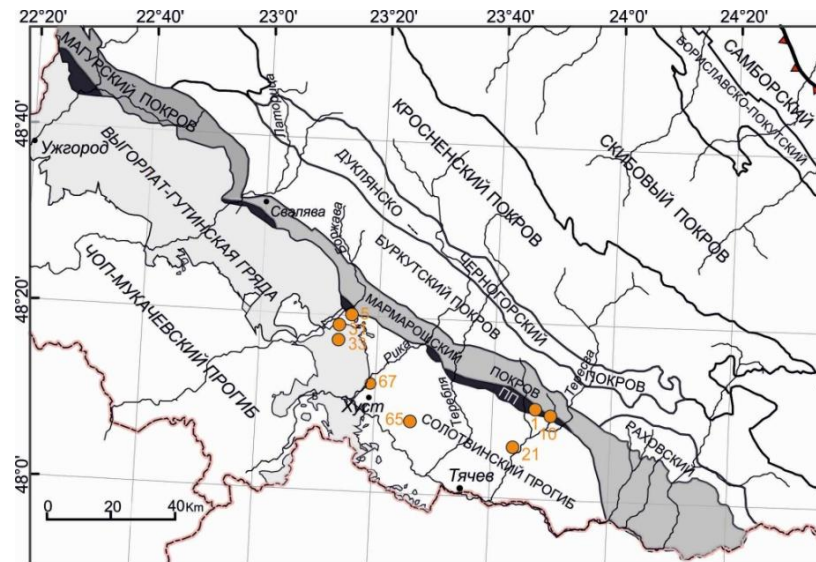 22°20'
22°40'
23°00'
23°20'
23°40'
24°00'
24°20'
48°40'
48°20'
48°0'
МАГУРСКИЙ ПОКРОВ
Латорица
САМБОРСКИЙ
БОРИСЛАВСКО-ПОКУТСКИЙ
КРОСНЕНСКИЙ ПОКРОВ
СКИБОВЫЙ ПОКРОВ
Ужгород
ВЫГОРЛАТ-ГУТИНСКАЯ ГРЯДА
Свалява
ДУКЛЯНСКО –
ЧЕРНОГОРСКИЙ
ПОКРОВ
Боржава
БУРКУТСКИЙ ПОКРОВ
ЧОП-МУКАЧЕВСКИЙ ПРОГИБ
МАРМАРОШСКИЙ
ПОКРОВ
5
33
Рика
67
Хуст
Теребля
ПП
Тересва
1
10
65
СОЛОТВИНСКИЙ ПРОГИБ
21
РАХОВСКИЙ
Тячев
0 20 40 Km